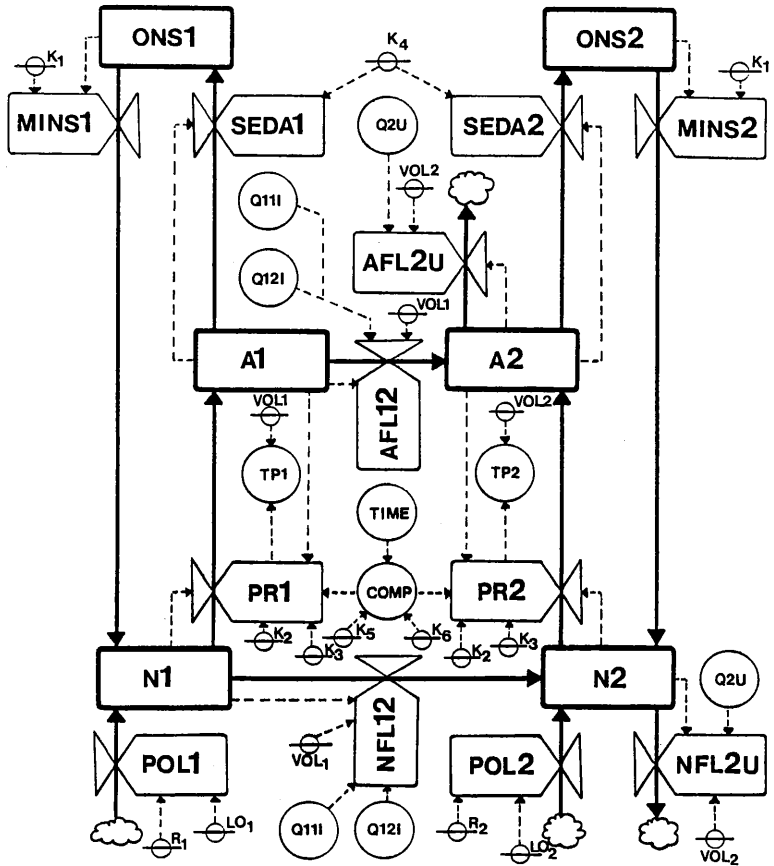 ONS1
ONS2
K1
K4
K1
MINS1
SEDA1
Q2U
SEDA2
MINS2
VOL2
Q11I
AFL2U
Q12I
VOL1
A1
A2
VOL1
AFL12
VOL2
TP1
TP2
TIME
PR1
COMP
PR2
K2
K3
K5
K6
K2
K3
N1
N2
Q2U
NFL12
POL1
VOL1
POL2
NFL2U
R1
LO1
Q11I
Q12I
R2
LO2
VOL2